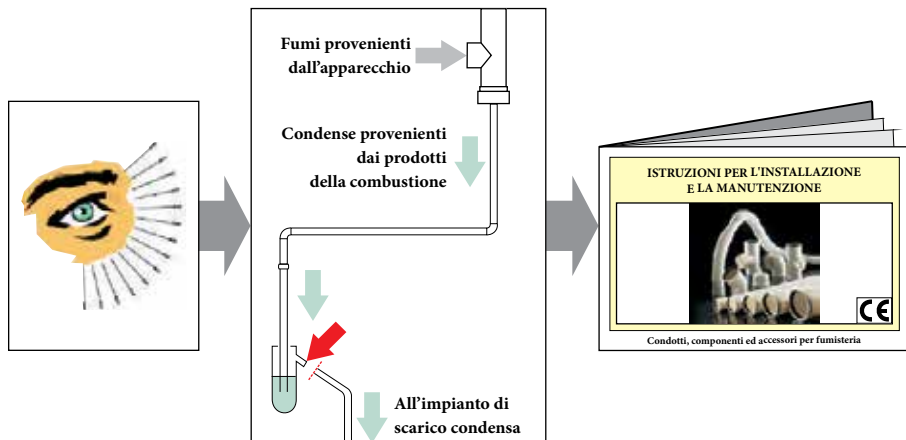 Fumi provenienti
dall'apparecchio
Condense provenienti
dai prodotti
della combustione
All'impianto di
scarico condensa
ISTRUZIONI PER L'INSTALLAZIONE
E LA MANUTENZIONE
CE
Condotti, componenti ed accessori per fumisteria